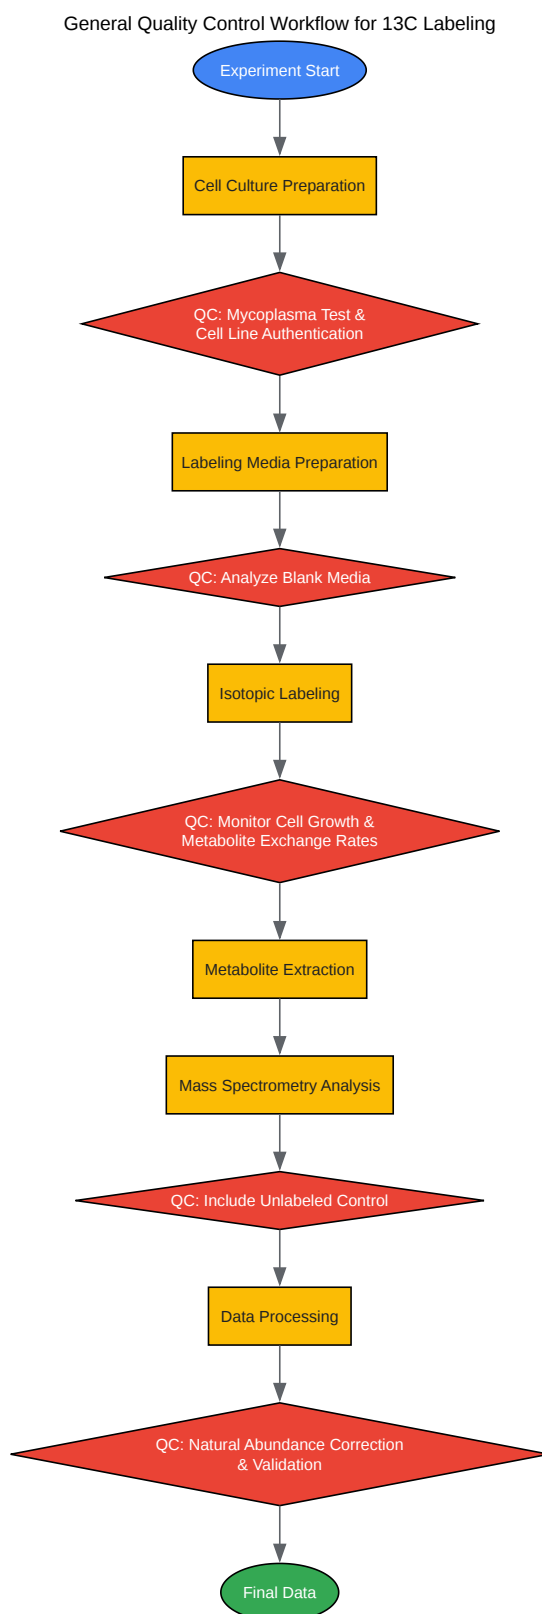 General Quality Control Workflow for 13C Labeling
Experiment Start
Cell Culture Preparation
QC: Mycoplasma Test &
Cell Line Authentication
Labeling Media Preparation
QC: Analyze Blank Media
Isotopic Labeling
QC: Monitor Cell Growth &
Metabolite Exchange Rates
Metabolite Extraction
Mass Spectrometry Analysis
QC: Include Unlabeled Control
Data Processing
QC: Natural Abundance Correction
& Validation
Final Data